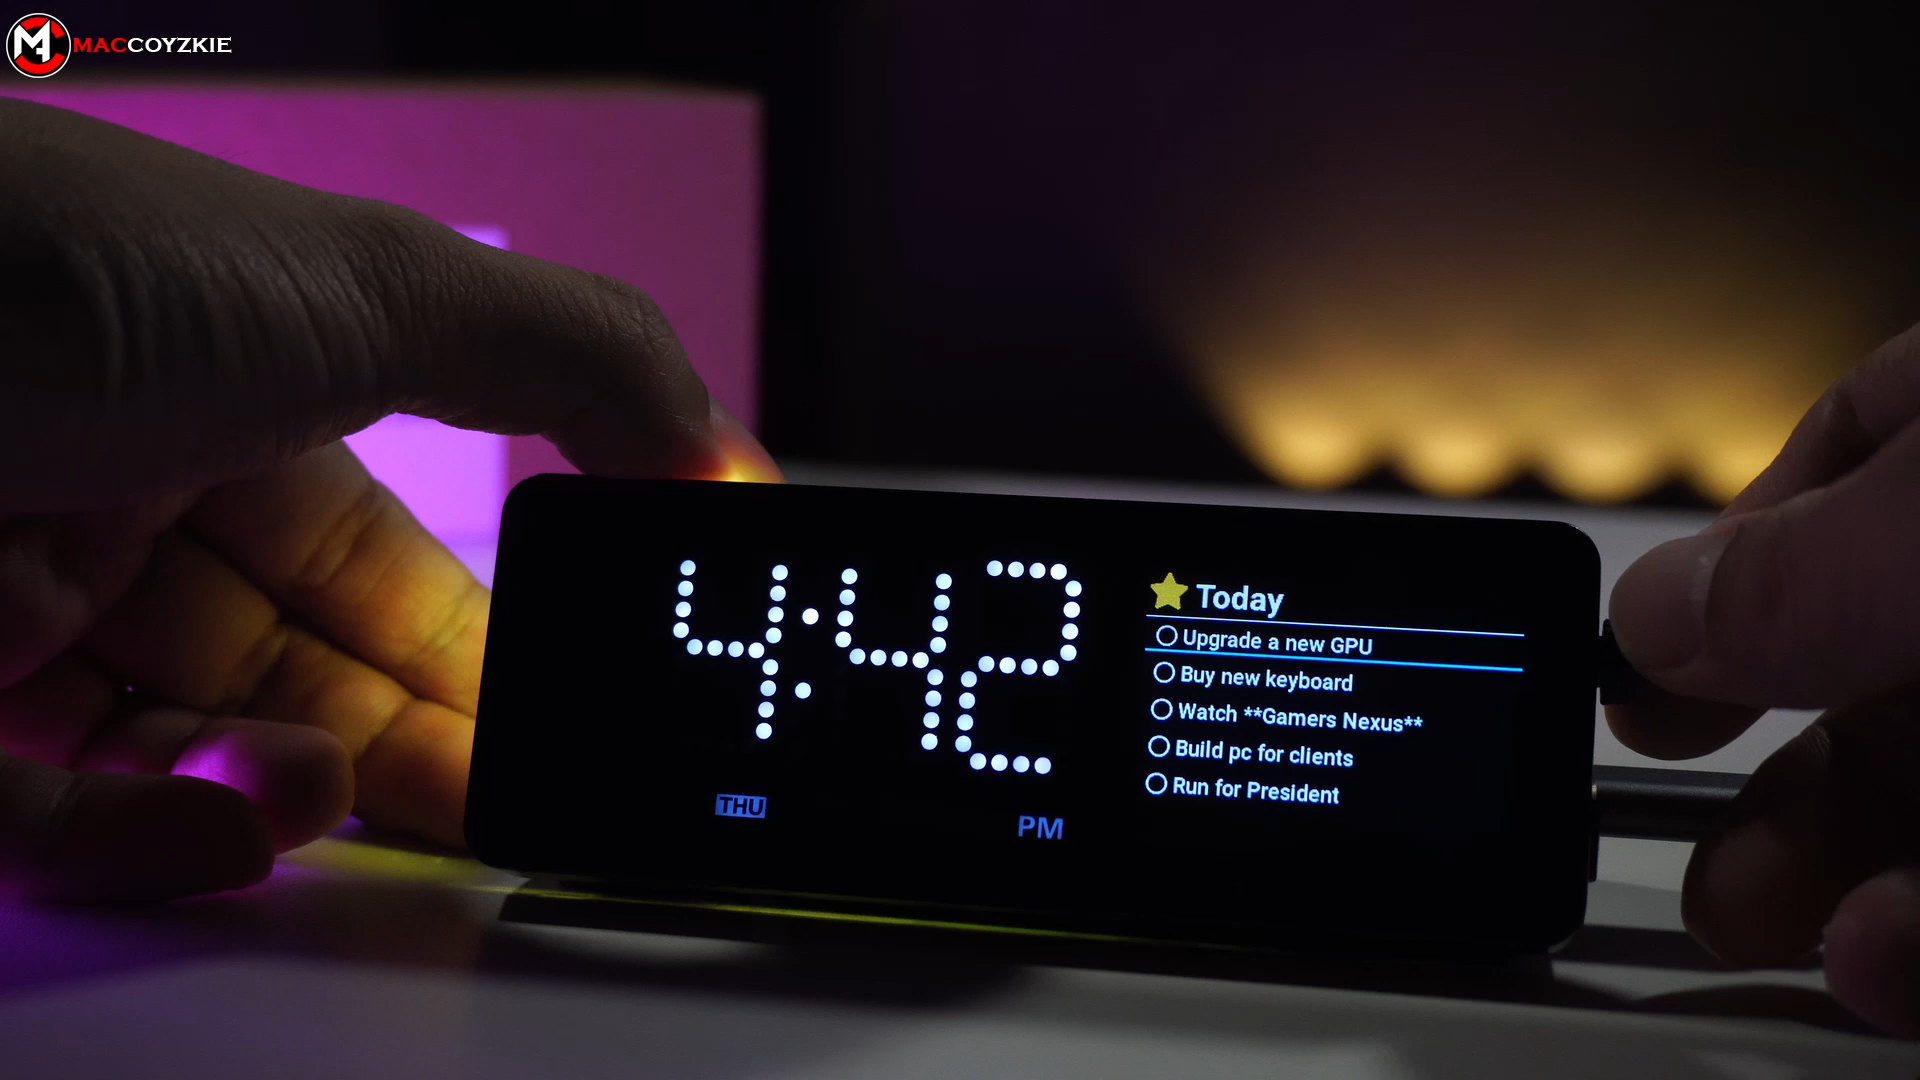 MACCOYZKIE
4:42
THU
PM
Today
Upgrade a new GPU
Buy new keyboard
Watch **Gamers Nexus**
Build pc for clients
Run for President